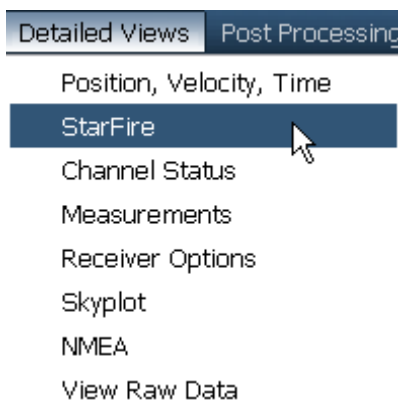 Detailed Views Post Processing
Position, Velocity, Time
StarFire
Channel Status
Measurements
Receiver Options
Skyplot
NMEA
View Raw Data